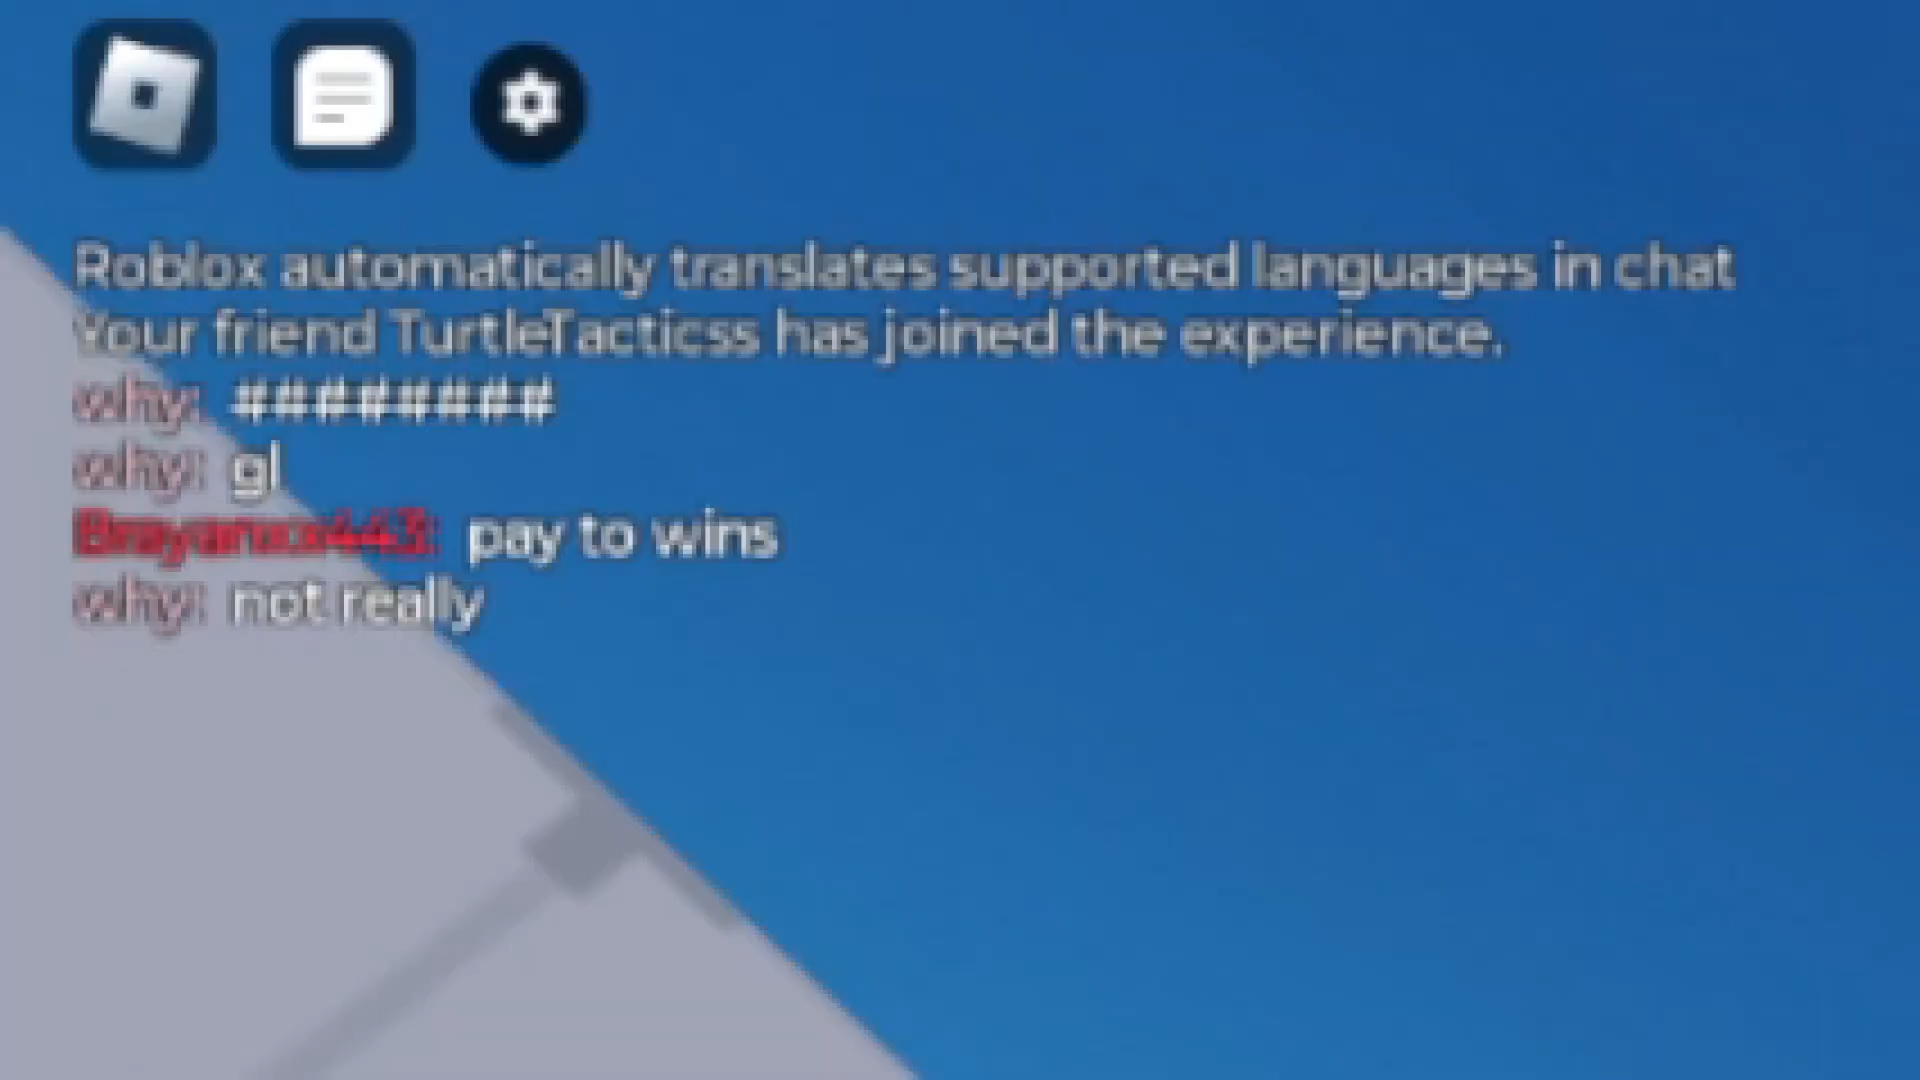 Roblox automatically translates supported languages in chat
Your friend TurtleTacticss has joined the experience.
why: ########
why: gl
Brayanxx443: pay to wins
why: not really